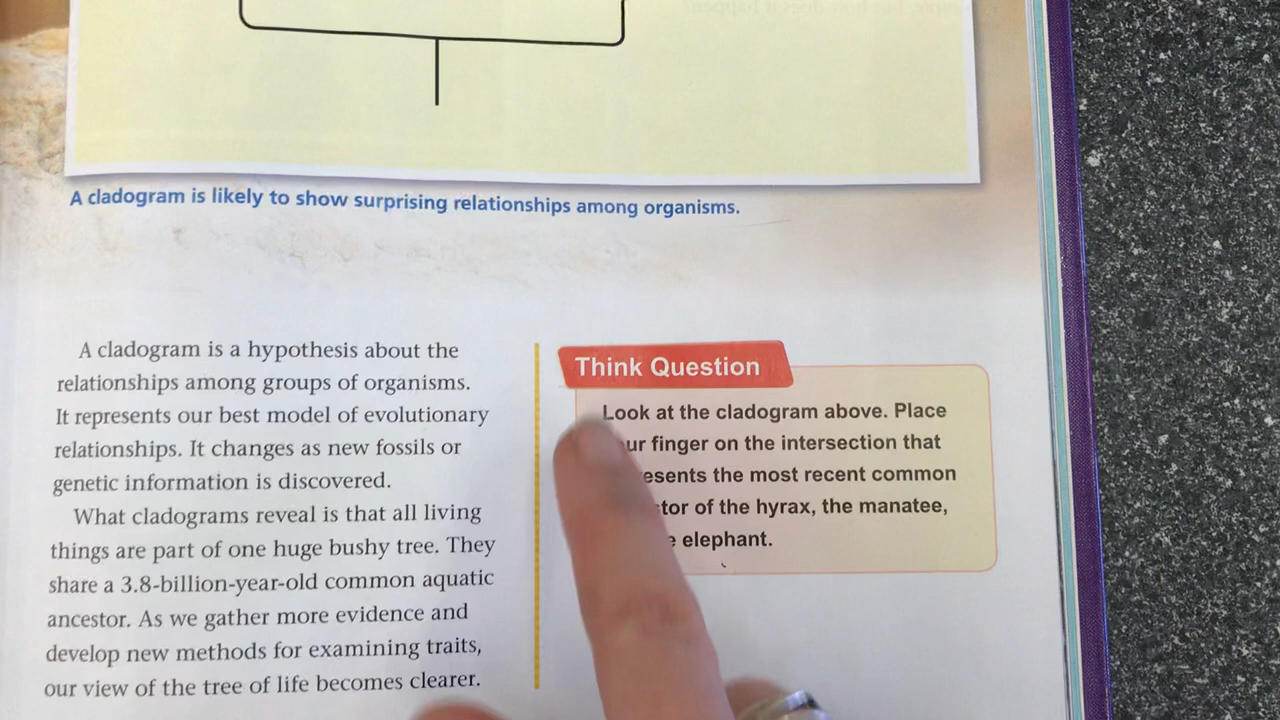 A cladogram is likely to show surprising relationships among organisms.
A cladogram is a hypothesis about the
relationships among groups of organisms.
It represents our best model of evolutionary
relationships. It changes as new fossils or
genetic information is discovered.
What cladograms reveal is that all living
things are part of one huge bushy tree. They
share a 3.8-billion-year-old common aquatic
ancestor. As we gather more evidence and
develop new methods for examining traits,
our view of the tree of life becomes clearer.
Think Question
Look at the cladogram above. Place
ur finger on the intersection that
esents the most recent common
tor of the hyrax, the manatee,
elephant.